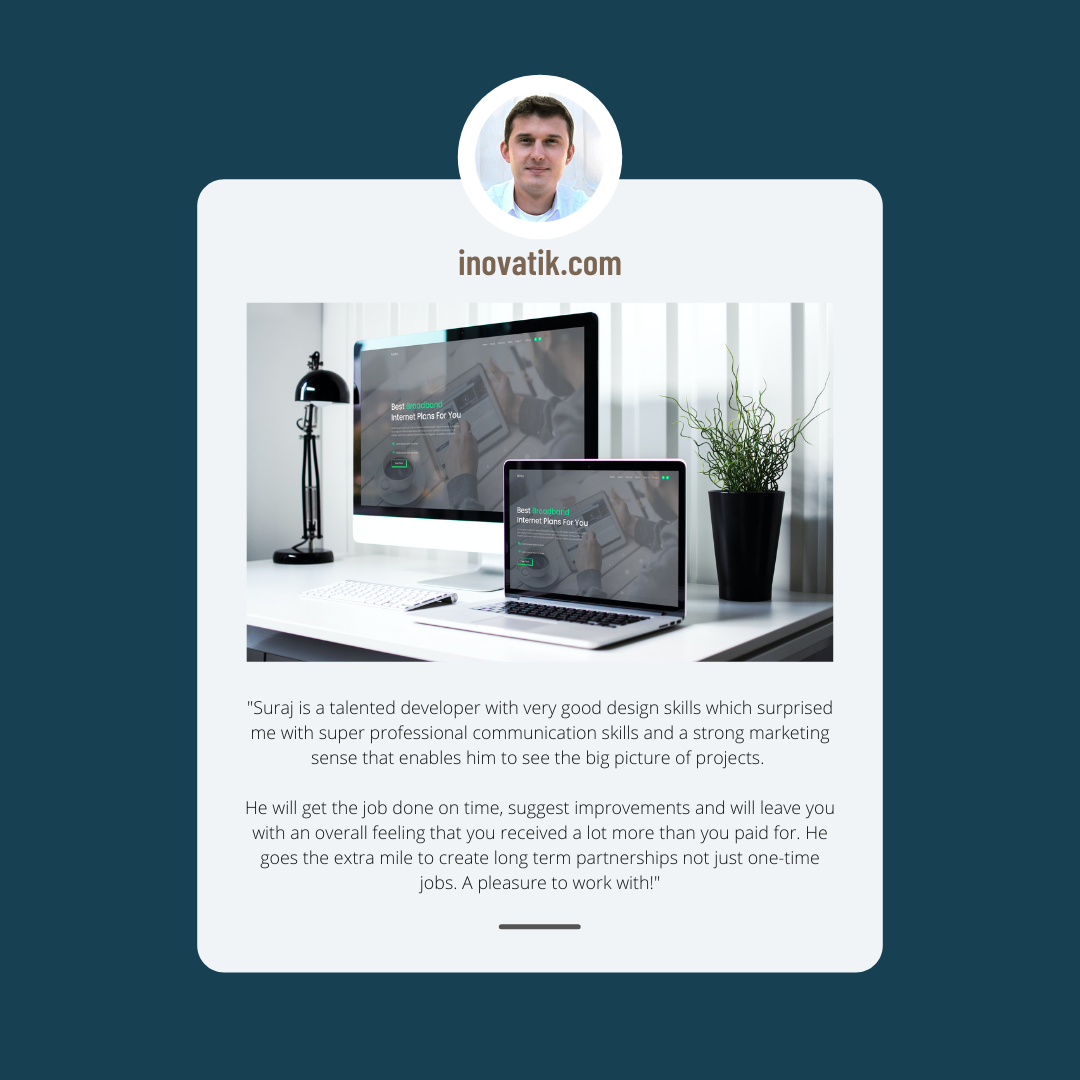 inovatik.com
Best Broadband
Internet Plans For You
Best Broadband
Internet Plans For You
"Suraj is a talented developer with very good design skills which surprised
me with super professional communication skills and a strong marketing
sense that enables him to see the big picture of projects.
He will get the job done on time, suggest improvements and will leave you
with an overall feeling that you received a lot more than you paid for. He
goes the extra mile to create long term partnerships not just one-time
jobs. A pleasure to work with!"